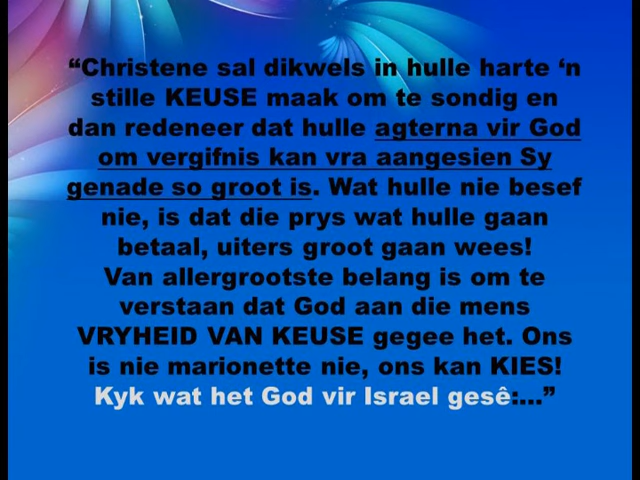 “Christene sal dikwels in hulle harte ‘n
stille KEUSE maak om te sondig en
dan redeneer dat hulle agterna vir God
om vergifnis kan vra aangesien Sy
genade so groot is. Wat hulle nie besef
nie, is dat die prys wat hulle gaan
betaal, uiters groot gaan wees!
Van allergrootste belang is om te
verstaan dat God aan die mens
VRYHEID VAN KEUSE gegee het. Ons
is nie marionette nie, ons kan KIES!
Kyk wat het God vir Israel gesê:...”